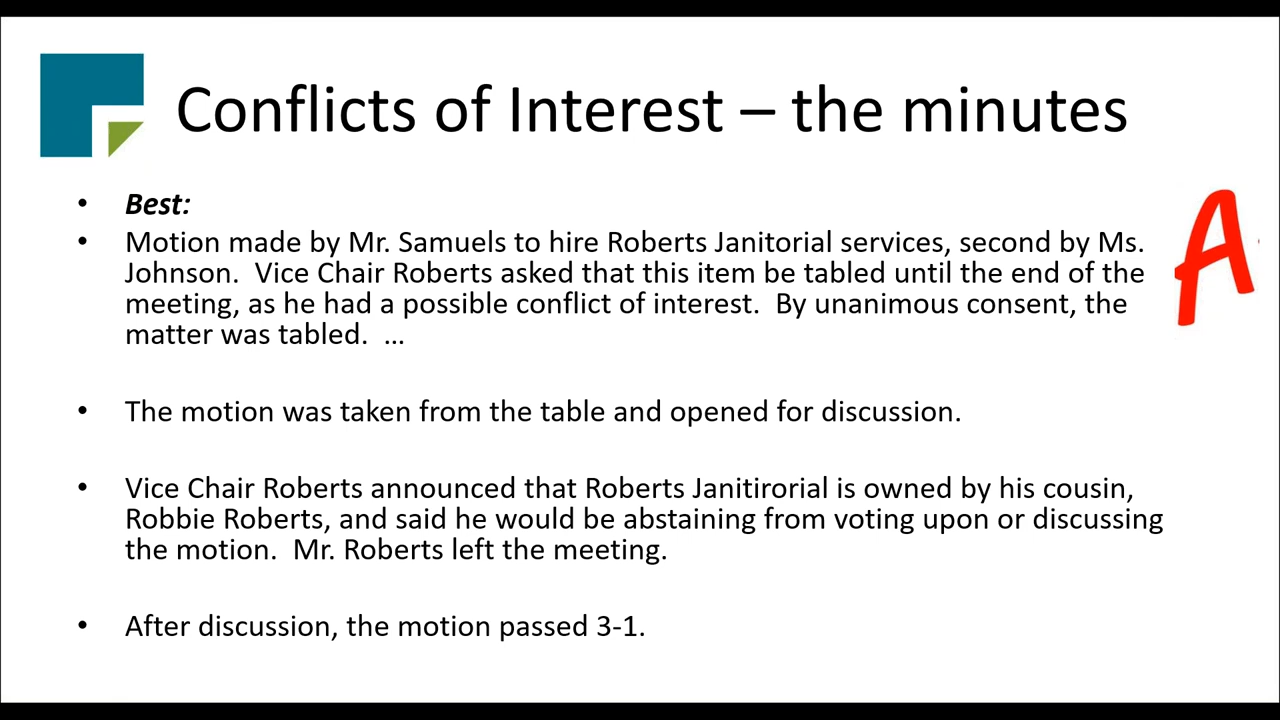 Conflicts of Interest – the minutes
• Best:
• Motion made by Mr. Samuels to hire Roberts Janitorial services, second by Ms.
Johnson.  Vice Chair Roberts asked that this item be tabled until the end of the
meeting, as he had a possible conflict of interest.  By unanimous consent, the
matter was tabled.  …
A
• The motion was taken from the table and opened for discussion.
• Vice Chair Roberts announced that Roberts Janitirorial is owned by his cousin,
Robbie Roberts, and said he would be abstaining from voting upon or discussing
the motion.  Mr. Roberts left the meeting.
• After discussion, the motion passed 3-1.